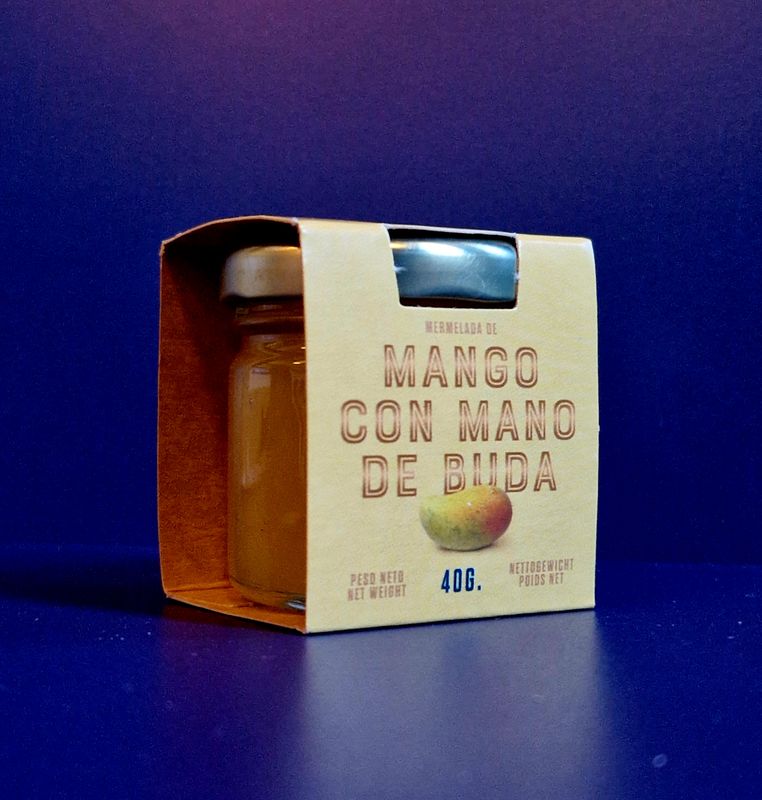 MERMELADA DE
MANGO
CON MANO
DE BUDA
PESO NETO
NET WEIGHT
40G.
NETTOGEWICHT
POIDS NET